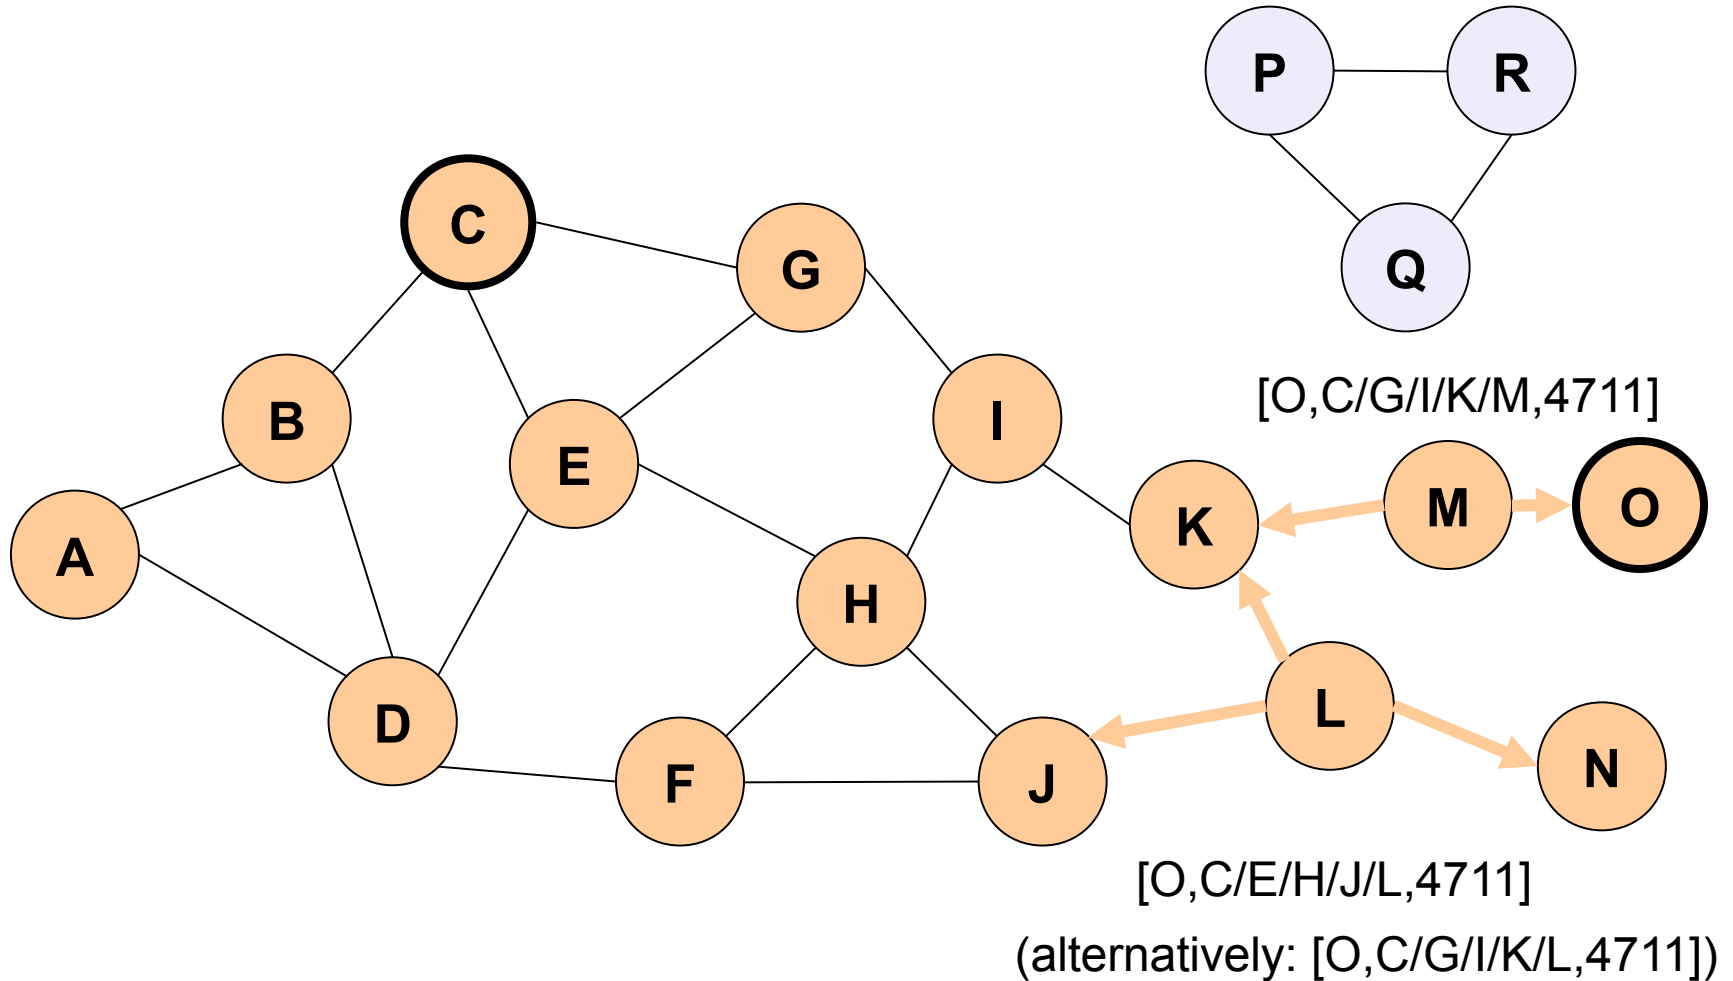 P
R
C
G
Q
[O,C/G/I/K/M,4711]
B
I
E
M
O
K
A
H
L
D
N
F
J
[O,C/E/H/J/L,4711]
(alternatively: [O,C/G/I/K/L,4711])